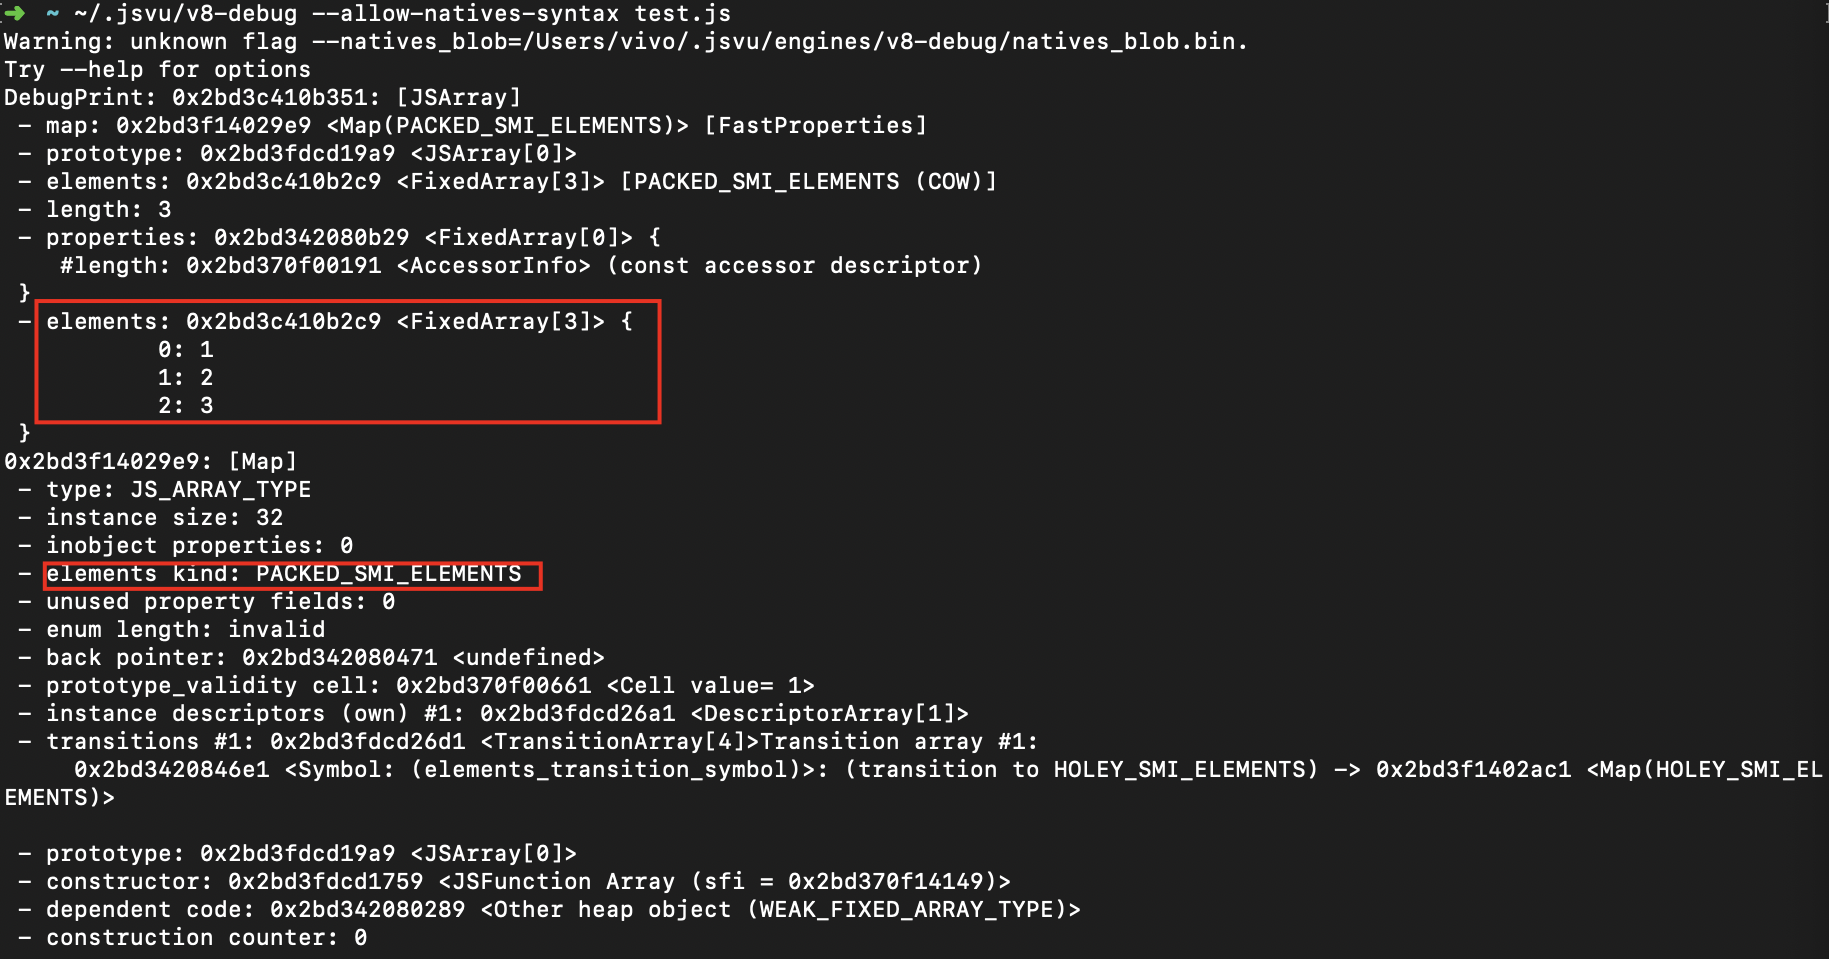 ➜ ~ ~/.jsvu/v8-debug --allow-natives-syntax test.js
Warning: unknown flag --natives_blob=/Users/vivo/.jsvu/engines/v8-debug/natives_blob.bin.
Try --help for options
DebugPrint: 0x2bd3c410b351: [JSArray]
- map: 0x2bd3f14029e9 <Map(PACKED_SMI_ELEMENTS)> [FastProperties]
- prototype: 0x2bd3fdcd19a9 <JSArray[0]>
- elements: 0x2bd3c410b2c9 <FixedArray[3]> [PACKED_SMI_ELEMENTS (COW)]
- length: 3
- properties: 0x2bd342080b29 <FixedArray[0]> {
#length: 0x2bd370f00191 <AccessorInfo> (const accessor descriptor)
}
- elements: 0x2bd3c410b2c9 <FixedArray[3]> {
0: 1
1: 2
2: 3
}
0x2bd3f14029e9: [Map]
- type: JS_ARRAY_TYPE
- instance size: 32
- inobject properties: 0
- elements kind: PACKED_SMI_ELEMENTS
- unused property fields: 0
- enum length: invalid
- back pointer: 0x2bd342080471 <undefined>
- prototype_validity cell: 0x2bd370f00661 <Cell value= 1>
- instance descriptors (own) #1: 0x2bd3fdcd26a1 <DescriptorArray[1]>
- transitions #1: 0x2bd3fdcd26d1 <TransitionArray[4]>Transition array #1:
0x2bd3420846e1 <Symbol: (elements_transition_symbol)>: (transition to HOLEY_SMI_ELEMENTS) -> 0x2bd3f1402ac1 <Map(HOLEY_SMI_EL
EMENTS)>
- prototype: 0x2bd3fdcd19a9 <JSArray[0]>
- constructor: 0x2bd3fdcd1759 <JSFunction Array (sfi = 0x2bd370f14149)>
- dependent code: 0x2bd342080289 <Other heap object (WEAK_FIXED_ARRAY_TYPE)>
- construction counter: 0